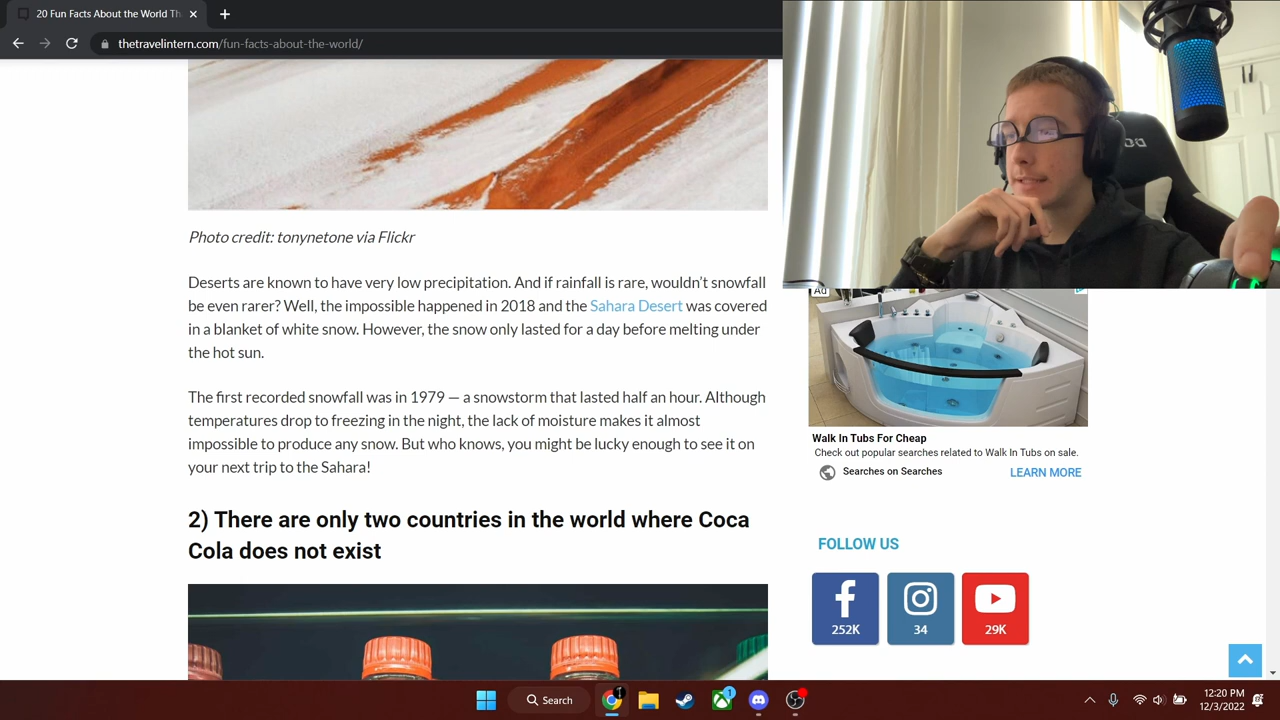 20 Fun Facts About the World Th
thetravelintern.com/fun-facts-about-the-world/
Photo credit: tonynetone via Flickr
Deserts are known to have very low precipitation. And if rainfall is rare, wouldn’t snowfall
be even rarer? Well, the impossible happened in 2018 and the Sahara Desert was covered
in a blanket of white snow. However, the snow only lasted for a day before melting under
the hot sun.
The first recorded snowfall was in 1979 — a snowstorm that lasted half an hour. Although
temperatures drop to freezing in the night, the lack of moisture makes it almost
impossible to produce any snow. But who knows, you might be lucky enough to see it on
your next trip to the Sahara!
2) There are only two countries in the world where Coca
Cola does not exist
Ad
Walk In Tubs For Cheap
Check out popular searches related to Walk In Tubs on sale.
Searches on Searches
LEARN MORE
FOLLOW US
252K
34
29K
Search
1
12:20 PM
12/3/2022